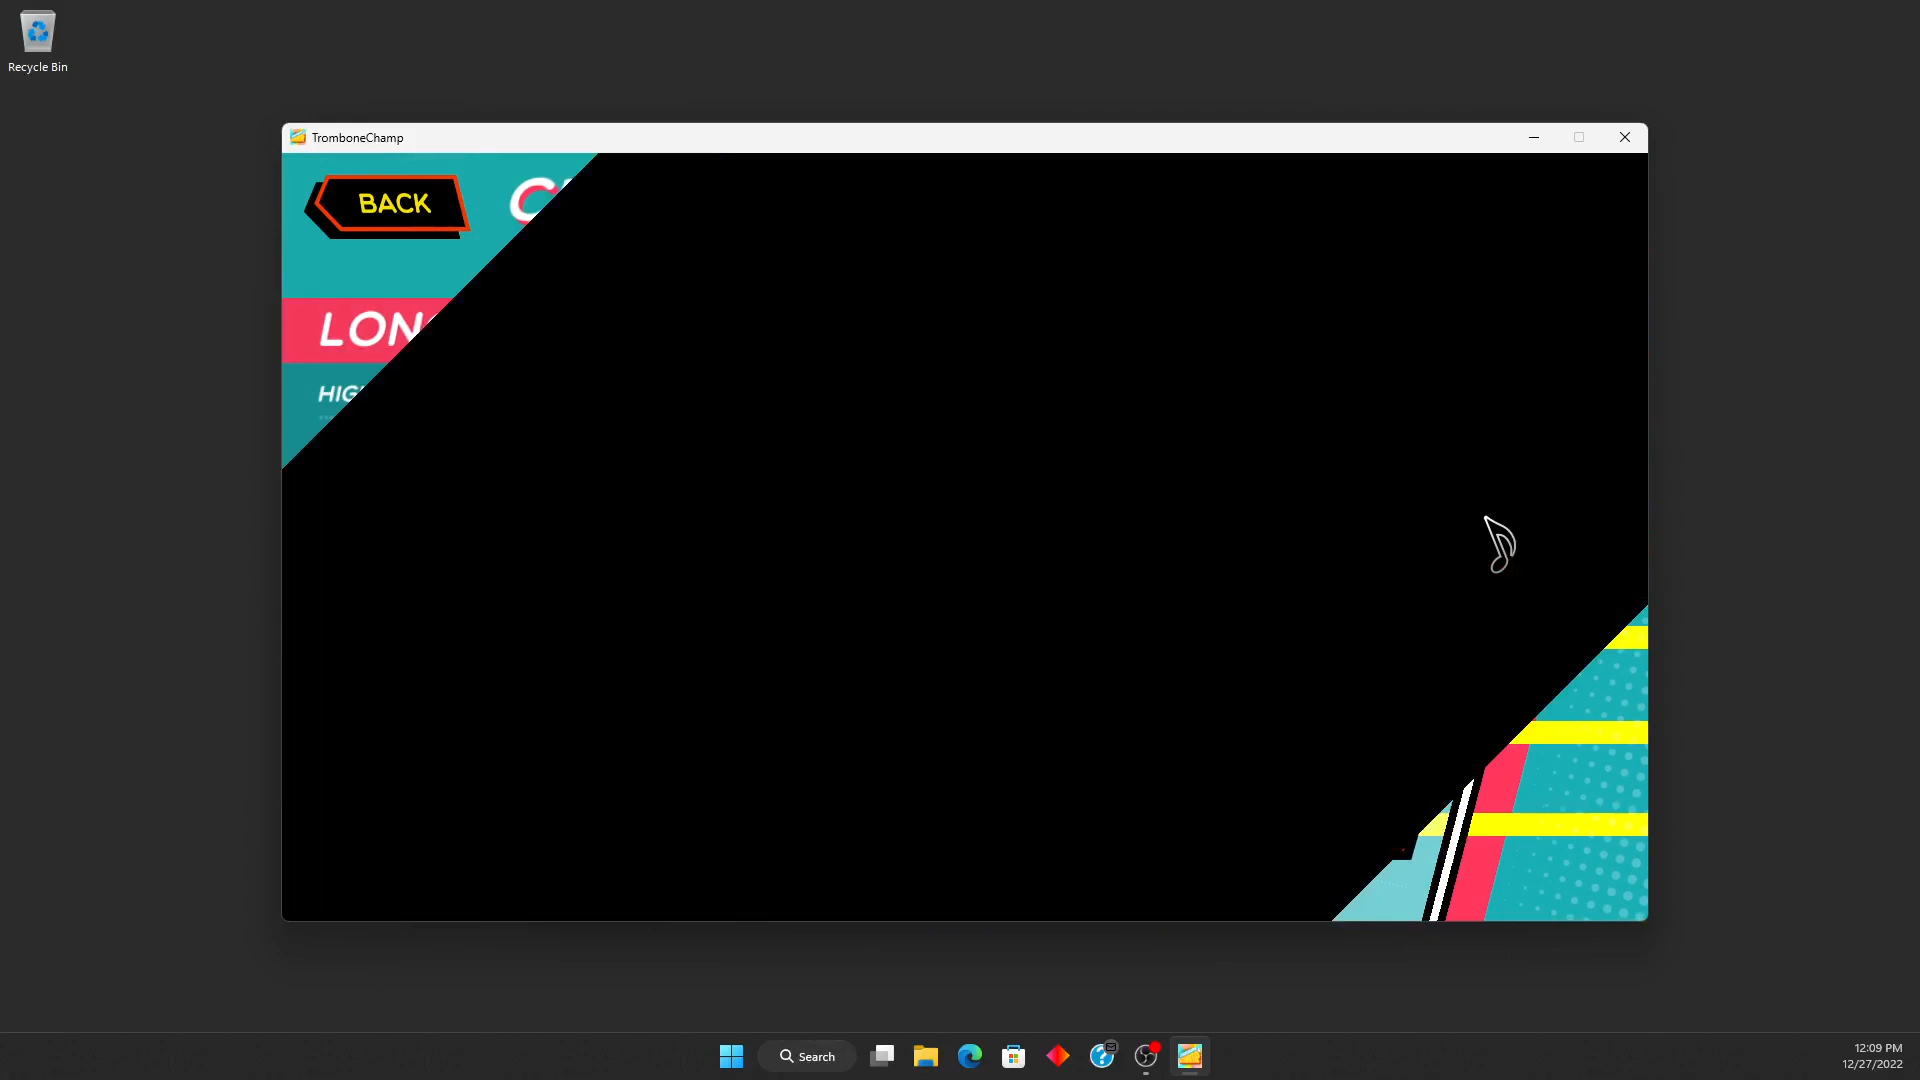 Recycle Bin
TromboneChamp
BACK
LON
HIG
Search
12:09 PM
12/27/2022